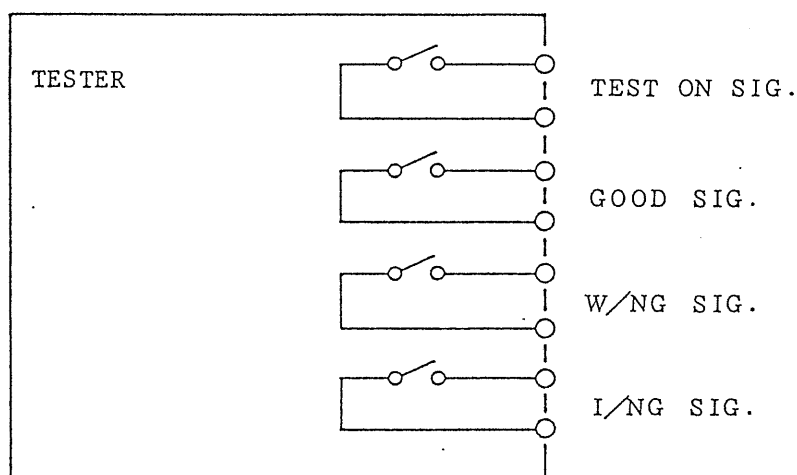 TESTER
TEST ON SIG.
GOOD SIG.
W/NG SIG.
I/NG SIG.